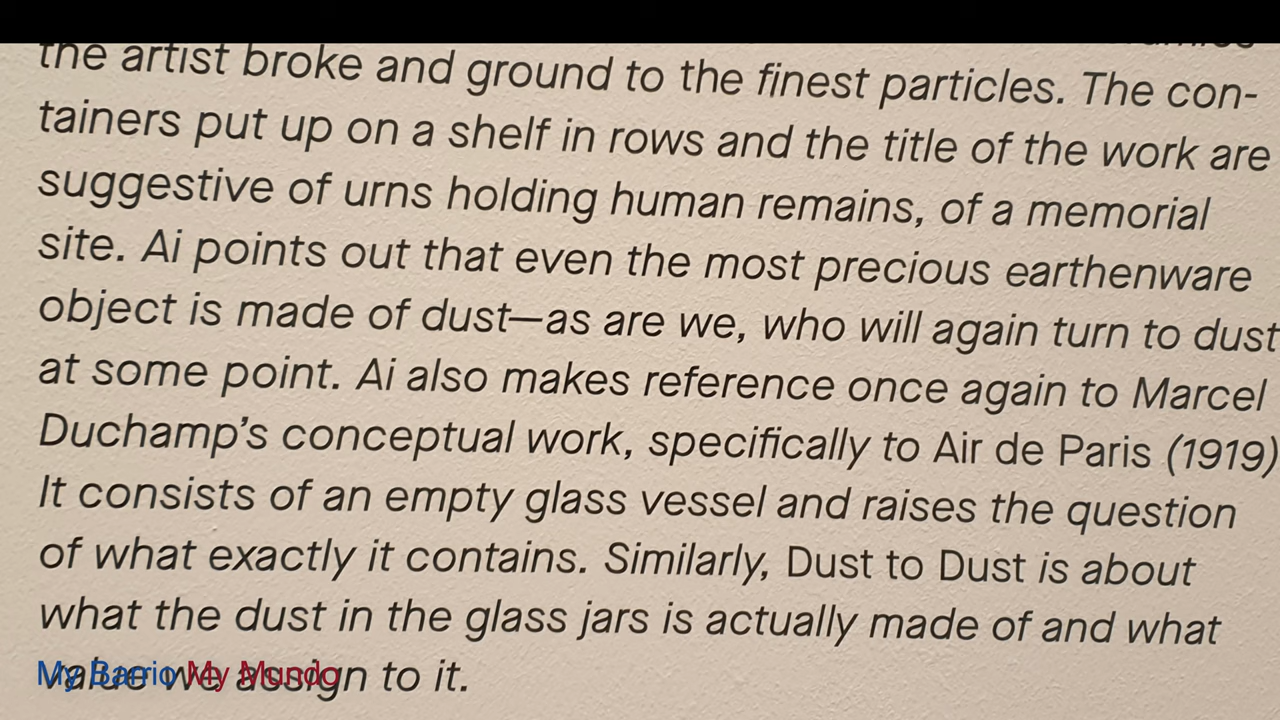 the artist broke and ground to the finest particles. The con-
tainers put up on a shelf in rows and the title of the work are
suggestive of urns holding human remains, of a memorial
site. Ai points out that even the most precious earthenware
object is made of dust—as are we, who will again turn to dust
at some point. Ai also makes reference once again to Marcel
Duchamp’s conceptual work, specifically to Air de Paris (1919)
It consists of an empty glass vessel and raises the question
of what exactly it contains. Similarly, Dust to Dust is about
what the dust in the glass jars is actually made of and what
value we assign to it.
My Barrio My Mundo